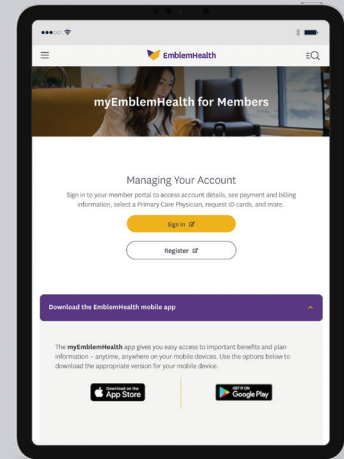 EmblemHealth
myEmblemHealth for Members
Managing Your Account
Sign in to your member portal to access account details, see payment and billing
information, select a Primary Care Physician, request ID cards, and more.
Sign In
Register
Download the EmblemHealth mobile app
The myEmblemHealth app gives you easy access to important benefits and plan
information – anytime, anywhere on your mobile devices. Use the options below to
download the appropriate version for your mobile device.
Download on the
App Store
GET IT ON
Google Play